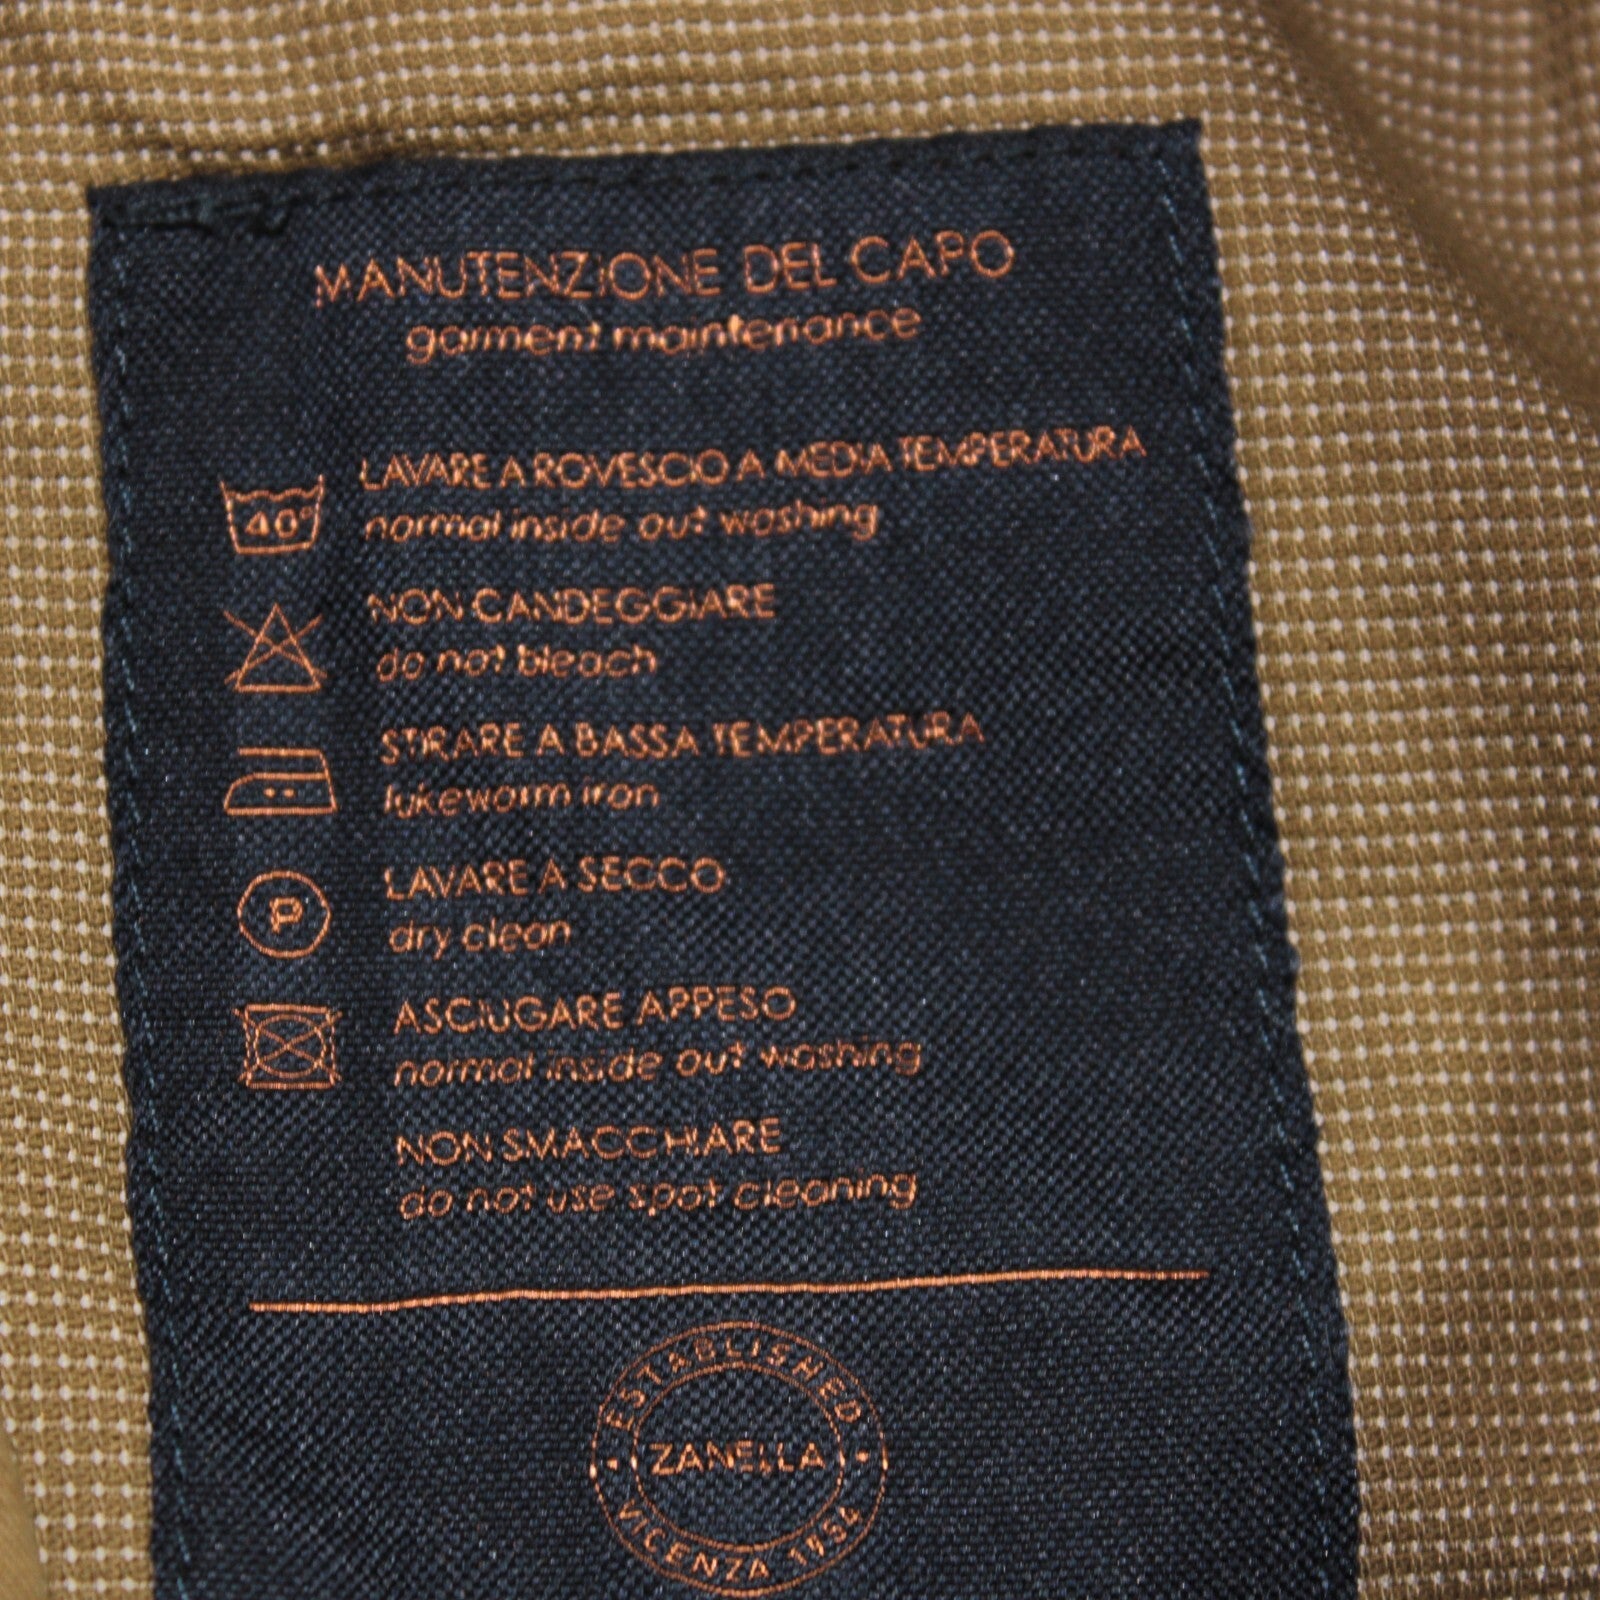 MANUTENZIONE DEL CAPO
garment maintenance
LAVARE A ROVESCIO A MEDIA TEMPERATURA
40°
normal inside out washing
NON CANDEGGIARE
do not bleach
STIRARE A BASSA TEMPERATURA
lukewarm iron
LAVARE A SECCO
P
dry clean
ASCIUGARE APPESO
normal inside out washing
NON SMACCHIARE
do not use spot cleaning
ESTABLISHED
ZANELLA
VICENZA 1954